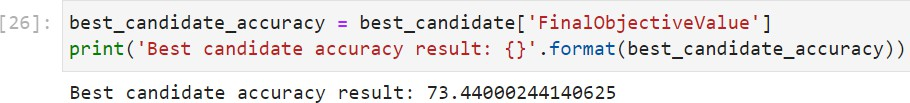 [26]: best_candidate_accuracy = best_candidate['FinalObjectiveValue']
print('Best candidate accuracy result: {}'.format(best_candidate_accuracy))
Best candidate accuracy result: 73.44000244140625